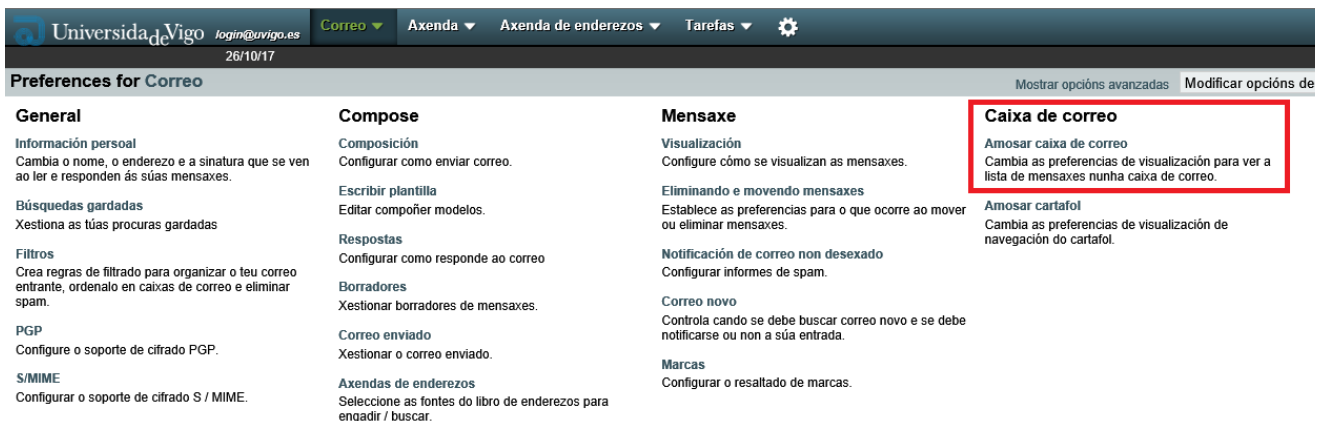 UniversidadeVigo login@uvigo.es Correo Axenda Axenda de enderezos Tarefas
26/10/17
Preferences for Correo Mostrar opcións avanzadas Modificar opcións de
General
Información persoal
Cambia o nome, o enderezo e a sinatura que se ven
ao ler e responden ás súas mensaxes.
Búsquedas gardadas
Xestiona as túas procuras gardadas
Filtros
Crea regras de filtrado para organizar o teu correo
entrante, ordenalo en caixas de correo e eliminar
spam.
PGP
Configure o soporte de cifrado PGP.
S/MIME
Configurar o soporte de cifrado S / MIME.
Compose
Composición
Configurar como enviar correo.
Escribir plantilla
Editar compoñer modelos.
Respostas
Configurar como responde ao correo
Borradores
Xestionar borradores de mensaxes.
Correo enviado
Xestionar o correo enviado.
Axendas de enderezos
Seleccione as fontes do libro de enderezos para
engadir / buscar.
Mensaxe
Visualización
Configure cómo se visualizan as mensaxes.
Eliminando e movendo mensaxes
Establece as preferencias para o que ocorre ao mover
ou eliminar mensaxes.
Notificación de correo non desexado
Configurar informes de spam.
Correo novo
Controla cando se debe buscar correo novo e se debe
notificarse ou non a súa entrada.
Marcas
Configurar o resaltado de marcas.
Caixa de correo
Amosar caixa de correo
Cambia as preferencias de visualización para ver a
lista de mensaxes nunha caixa de correo.
Amosar cartafol
Cambia as preferencias de visualización de
navegación do cartafol.